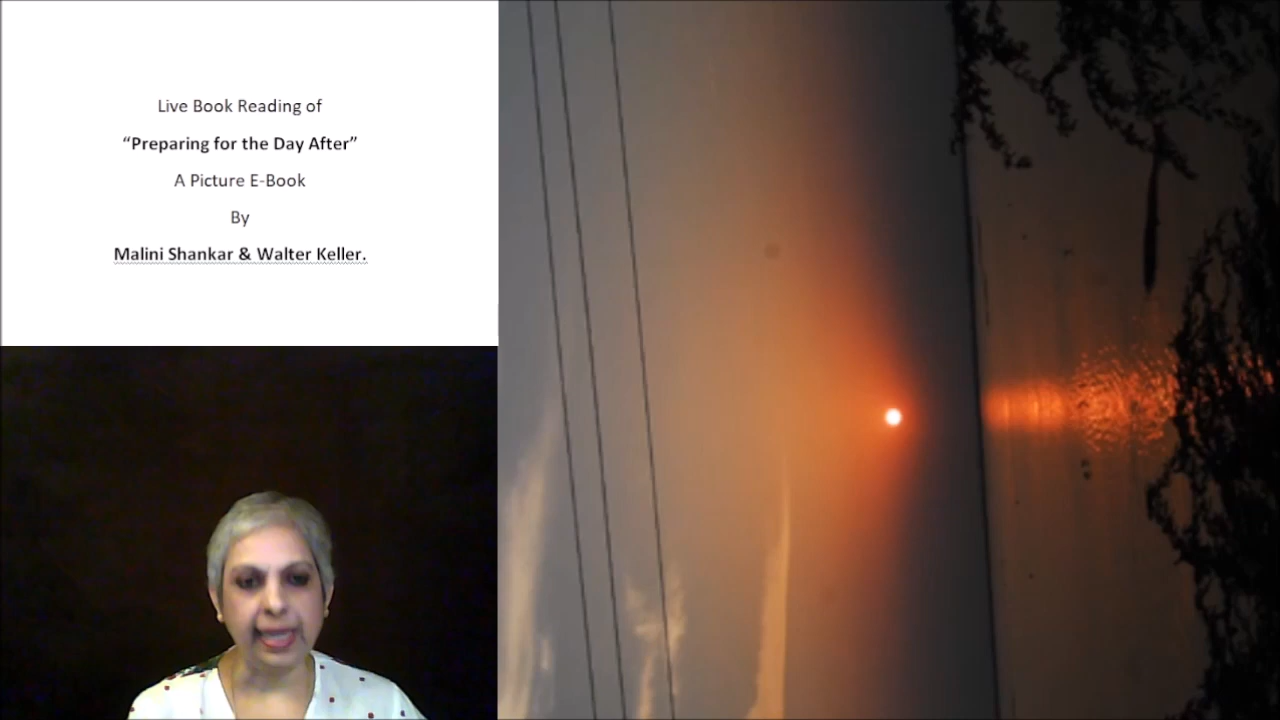 Live Book Reading of
“Preparing for the Day After”
A Picture E-Book
By
Malini Shankar & Walter Keller.